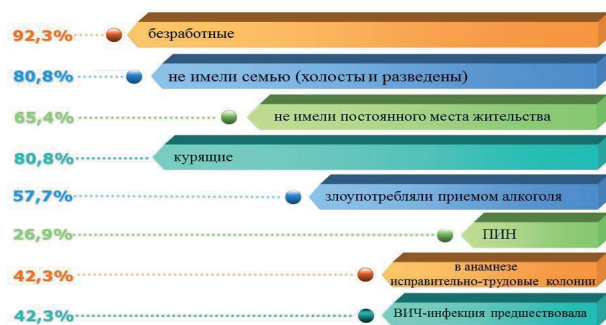 92,3% безработные
80,8% не имели семью (холосты и разведены)
65,4% не имели постоянного места жительства
80,8% курящие
57,7% злоупотребляли приемом алкоголя
26,9% ПИН
42,3% в анамнезе
исправительно-трудовые колонии
42,3% ВИЧ-инфекция предшествовала